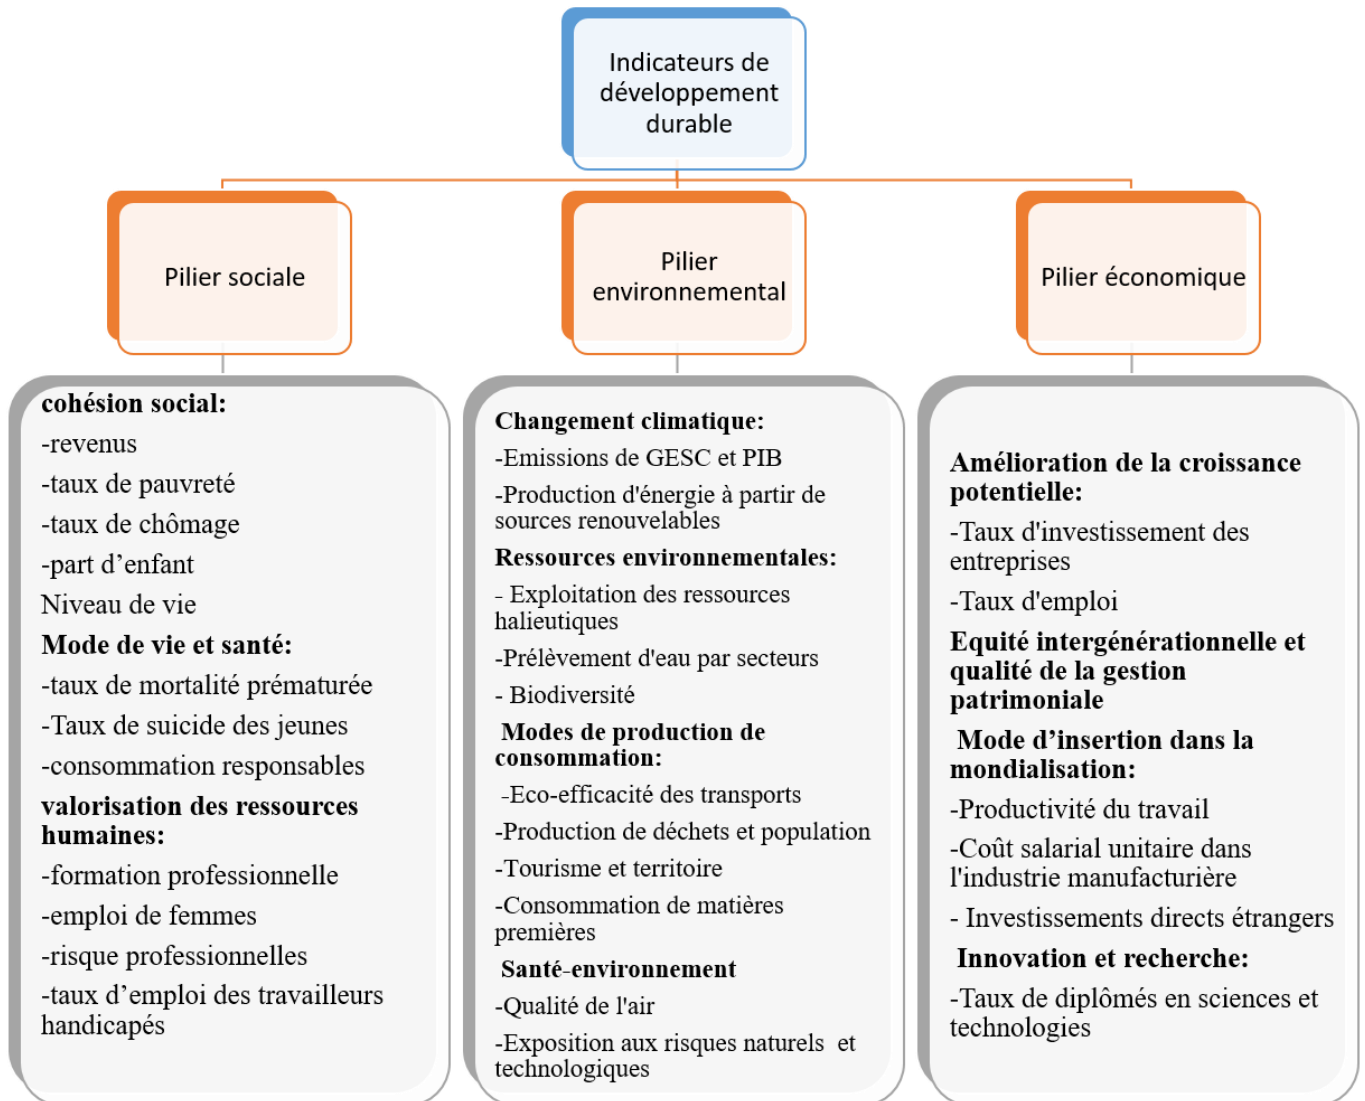 Indicateurs de
développement
durable
Pilier sociale
Pilier
environnemental
Pilier économique
cohésion social:
-revenus
-taux de pauvreté
-taux de chômage
-part d’enfant
Niveau de vie
Mode de vie et santé:
-taux de mortalité prématurée
-Taux de suicide des jeunes
-consommation responsables
valorisation des ressources
humaines:
-formation professionnelle
-emploi de femmes
-risque professionnelles
-taux d’emploi des travailleurs
handicapés
Changement climatique:
-Emissions de GESC et PIB
-Production d'énergie à partir de
sources renouvelables
Ressources environnementales:
- Exploitation des ressources
halieutiques
-Prélèvement d'eau par secteurs
- Biodiversité
Modes de production de
consommation:
-Eco-efficacité des transports
-Production de déchets et population
-Tourisme et territoire
-Consommation de matières
premières
Santé-environnement
-Qualité de l'air
-Exposition aux risques naturels et
technologiques
Amélioration de la croissance
potentielle:
-Taux d'investissement des
entreprises
-Taux d'emploi
Equité intergénérationnelle et
qualité de la gestion
patrimoniale
Mode d’insertion dans la
mondialisation:
-Productivité du travail
-Coût salarial unitaire dans
l'industrie manufacturière
- Investissements directs étrangers
Innovation et recherche:
-Taux de diplômés en sciences et
technologies